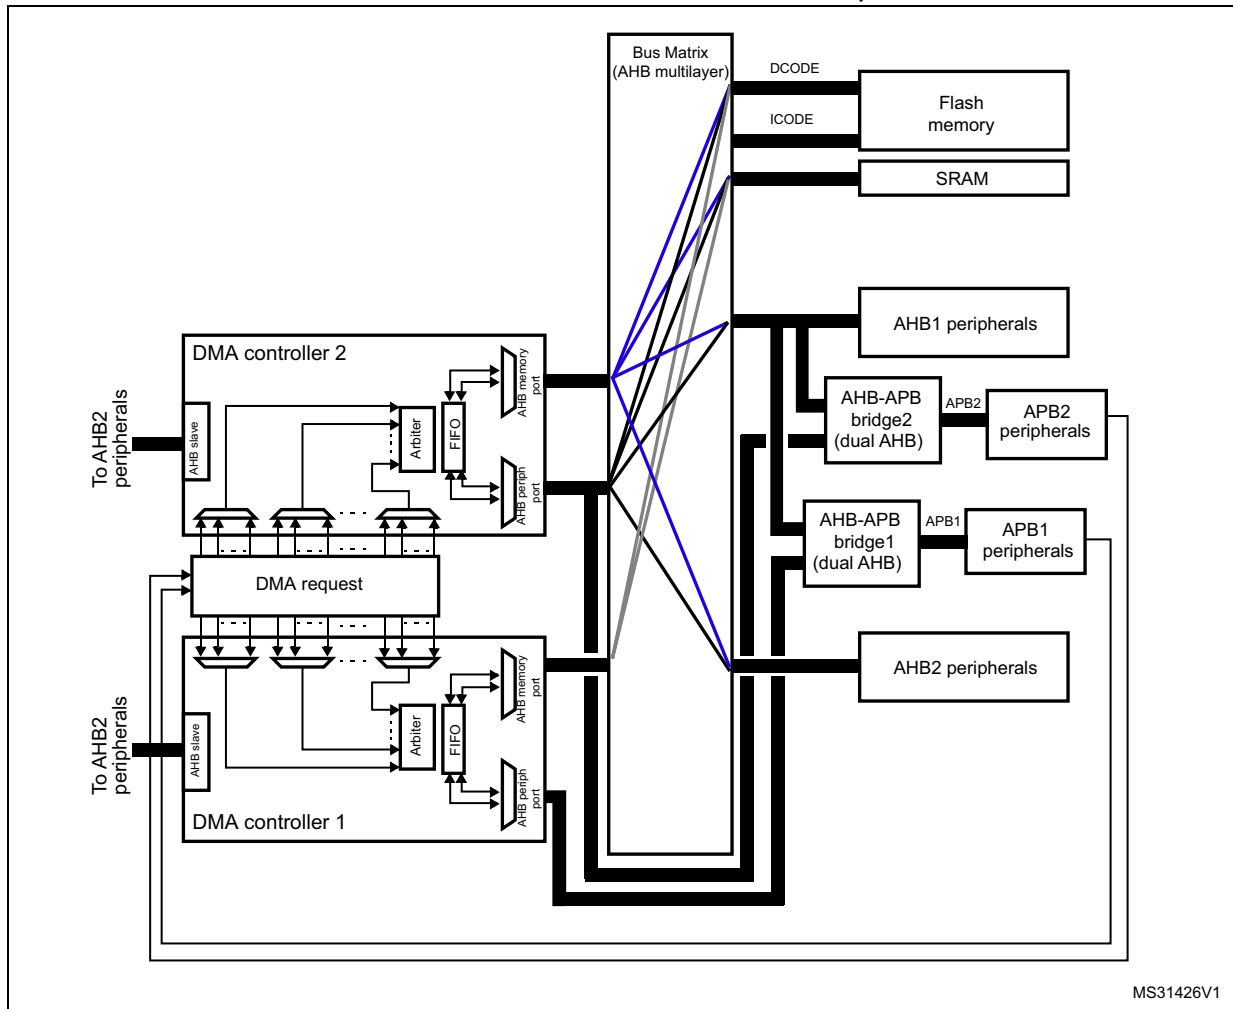 Bus Matrix
(AHB multilayer)
DCODE
ICODE
Flash
memory
SRAM
AHB1 peripherals
DMA controller 2
To AHB2
peripherals
AHB slave
Arbiter
FIFO
AHB memory
port
AHB periph
port
AHB-APB
bridge2
(dual AHB)
APB2
APB2
peripherals
AHB-APB
bridge1
(dual AHB)
APB1
APB1
peripherals
DMA request
AHB2 peripherals
To AHB2
peripherals
AHB slave
Arbiter
FIFO
AHB memory
port
AHB periph
port
DMA controller 1
MS31426V1